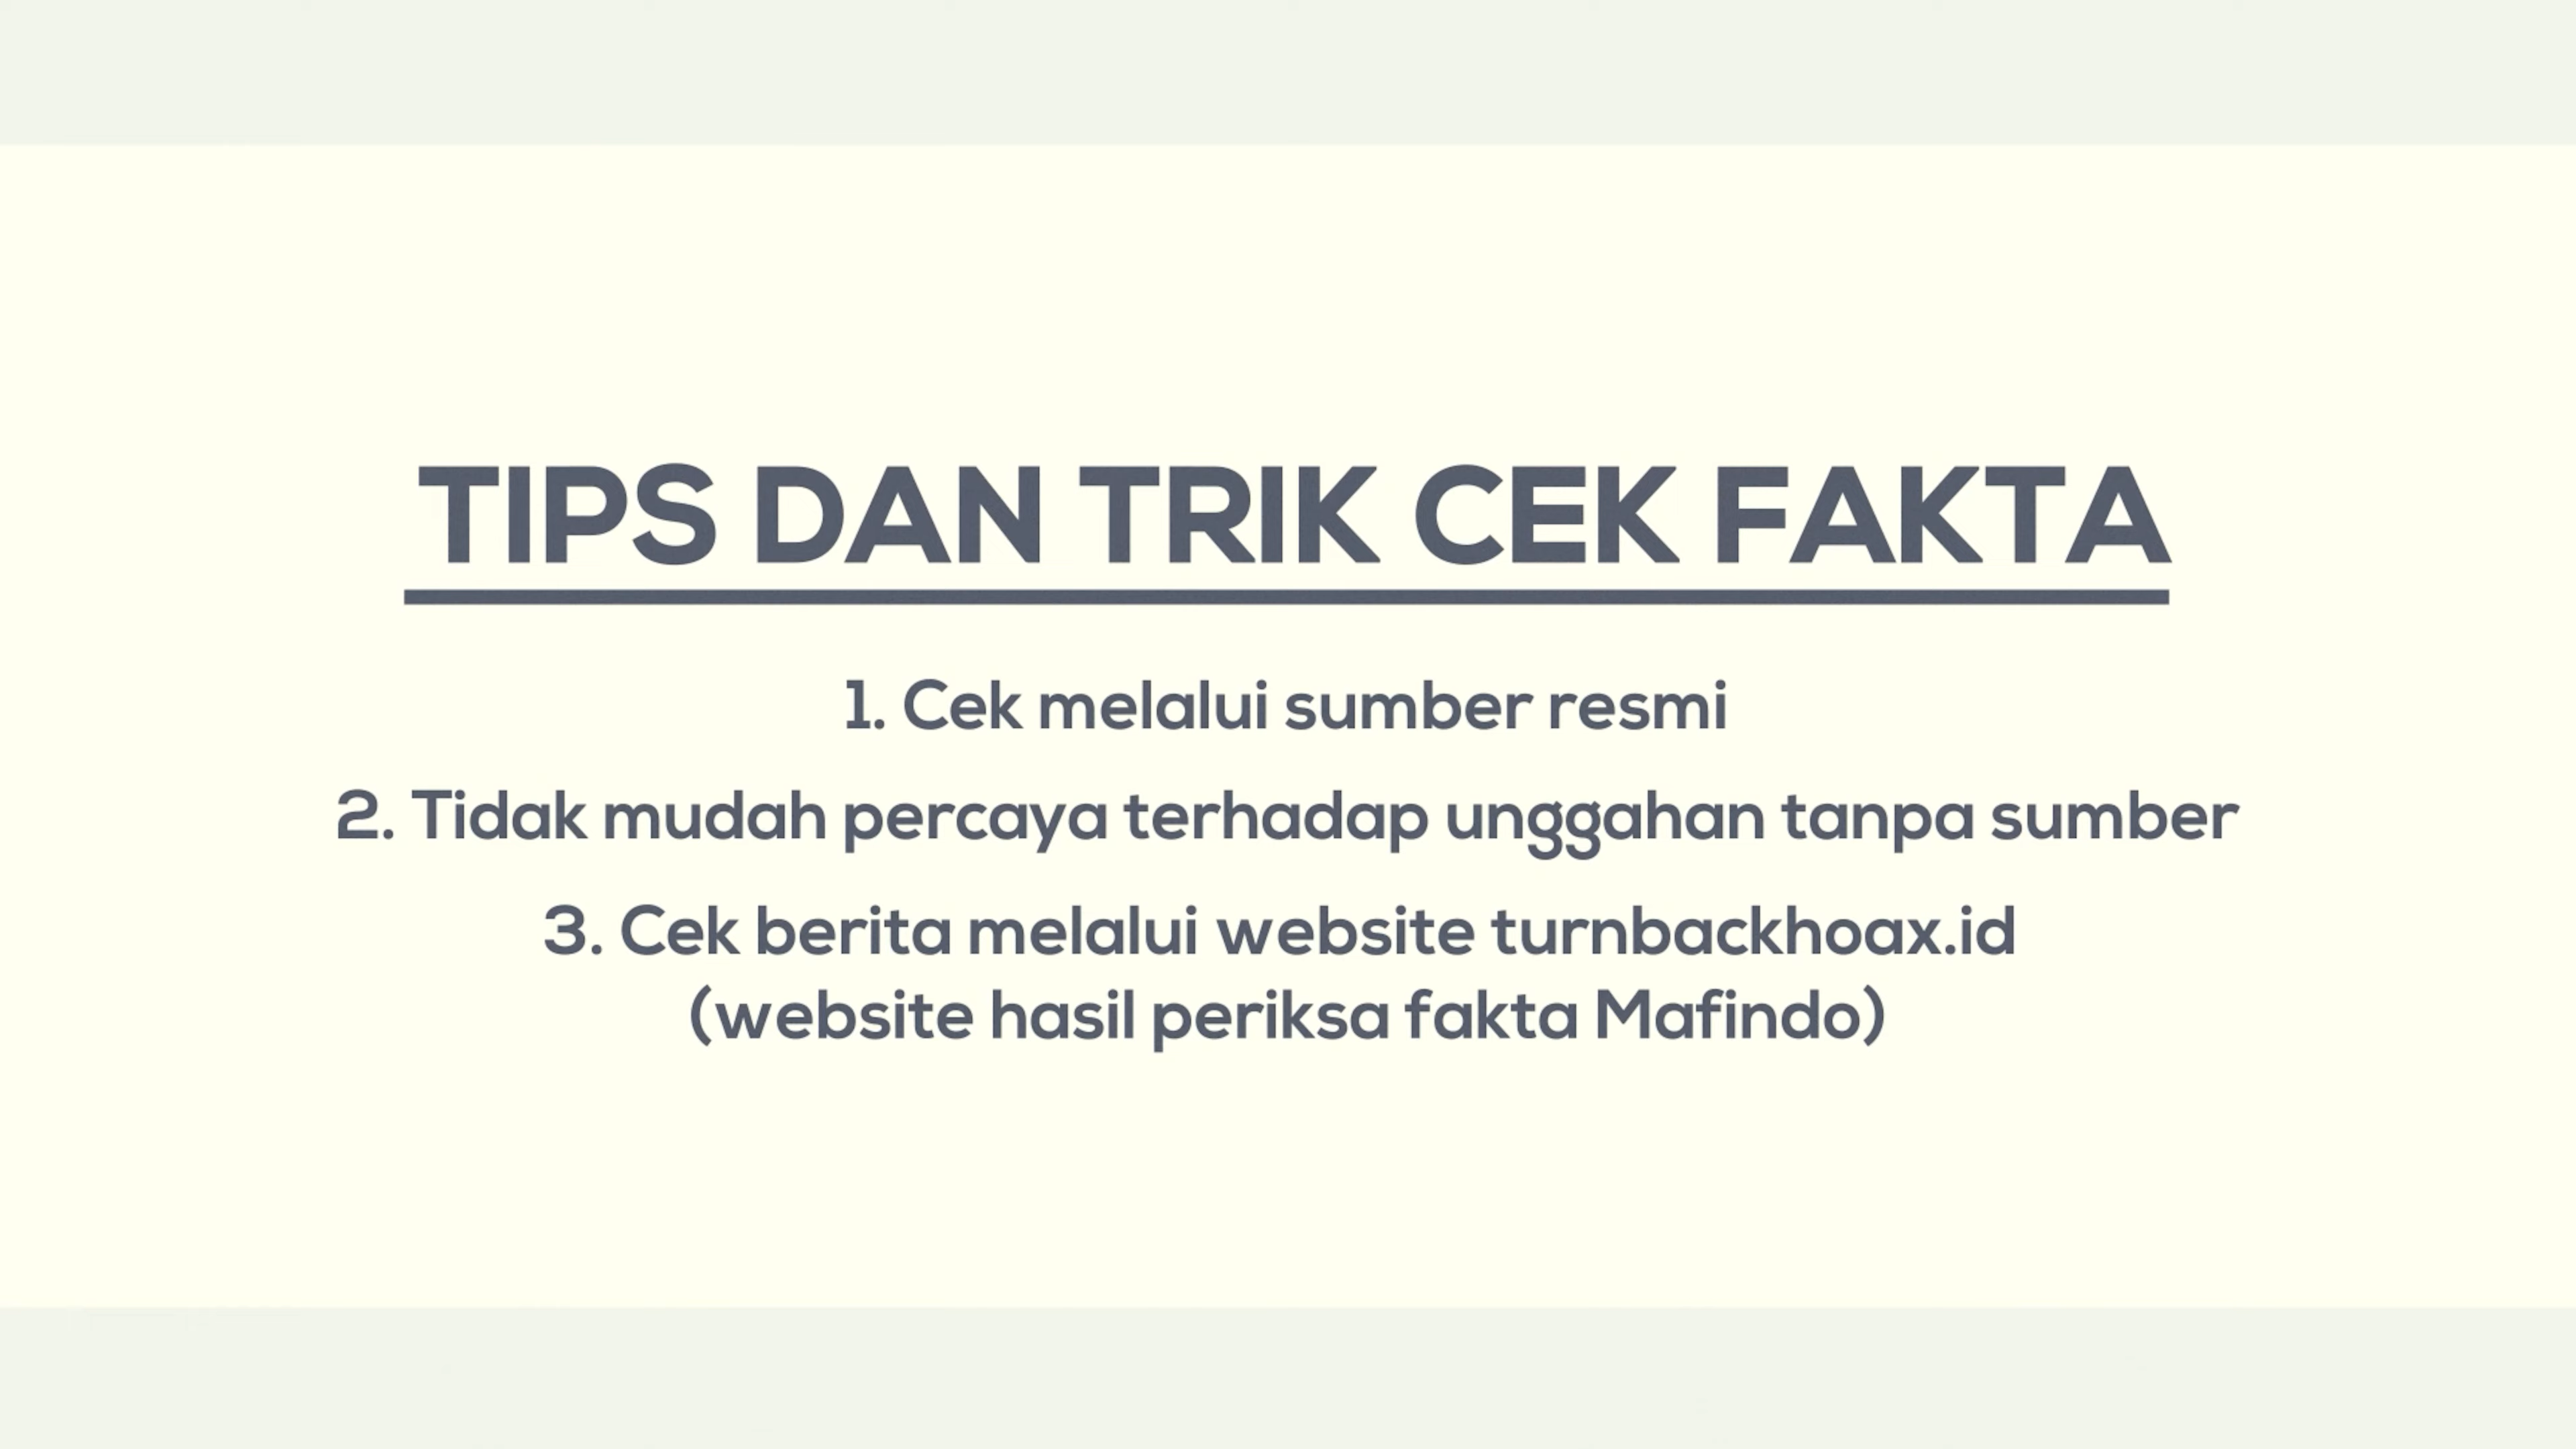 TIPS DAN TRIK CEK FAKTA
1. Cek melalui sumber resmi
2. Tidak mudah percaya terhadap unggahan tanpa sumber
3. Cek berita melalui website turnbackhoax.id
(website hasil periksa fakta Mafindo)